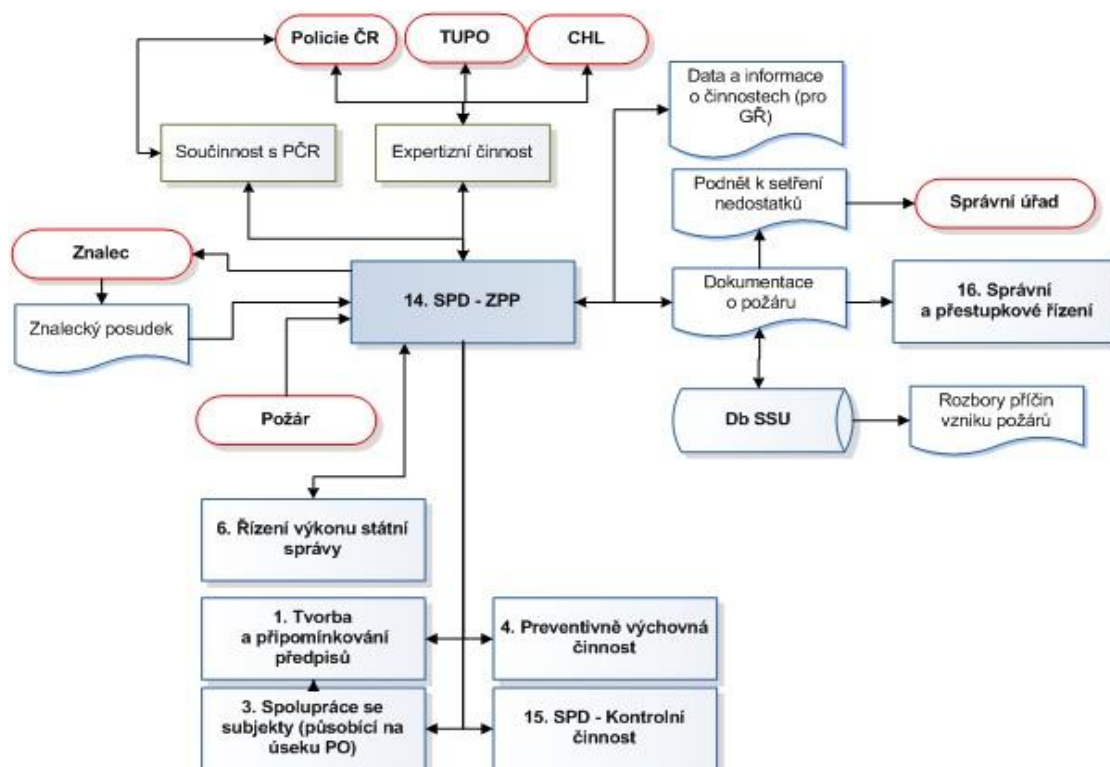 Policie ČR
TUPO
CHL
Data a informace
o činnostech (pro
GŘ)
Součinnost s PČR
Expertizní činnost
Podnět k setření
nedostatků
Správní úřad
Znalec
14. SPD - ZPP
Dokumentace
o požáru
16. Správní
a přestupkové řízení
Znalecký posudek
Požár
Db SSU
Rozbory příčin
vzniku požárů
6. Řízení výkonu státní
správy
1. Tvorba
a připomínkování
předpisů
4. Preventivně výchovná
činnost
3. Spolupráce se
subjekty (působící na
úseku PO)
15. SPD - Kontrolní
činnost